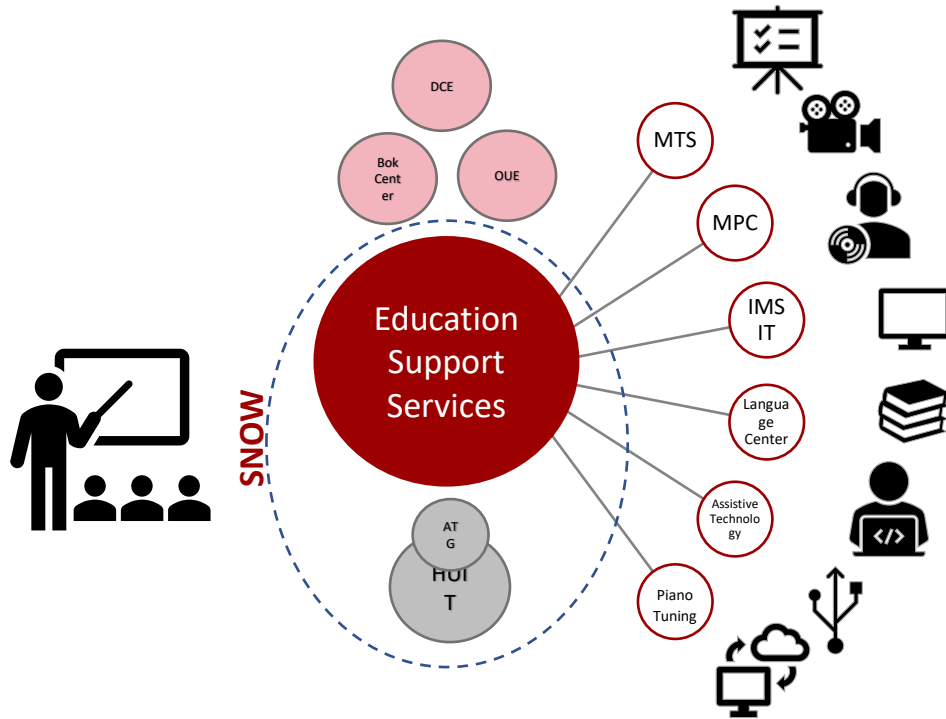 DCE
Bok
Cent
er
OUE
MTS
MPC
IMS
IT
Langua
ge
Center
Assistive
Technolo
gy
Piano
Tuning
Education
Support
Services
SNOW
AT
G
HUI
T
</>